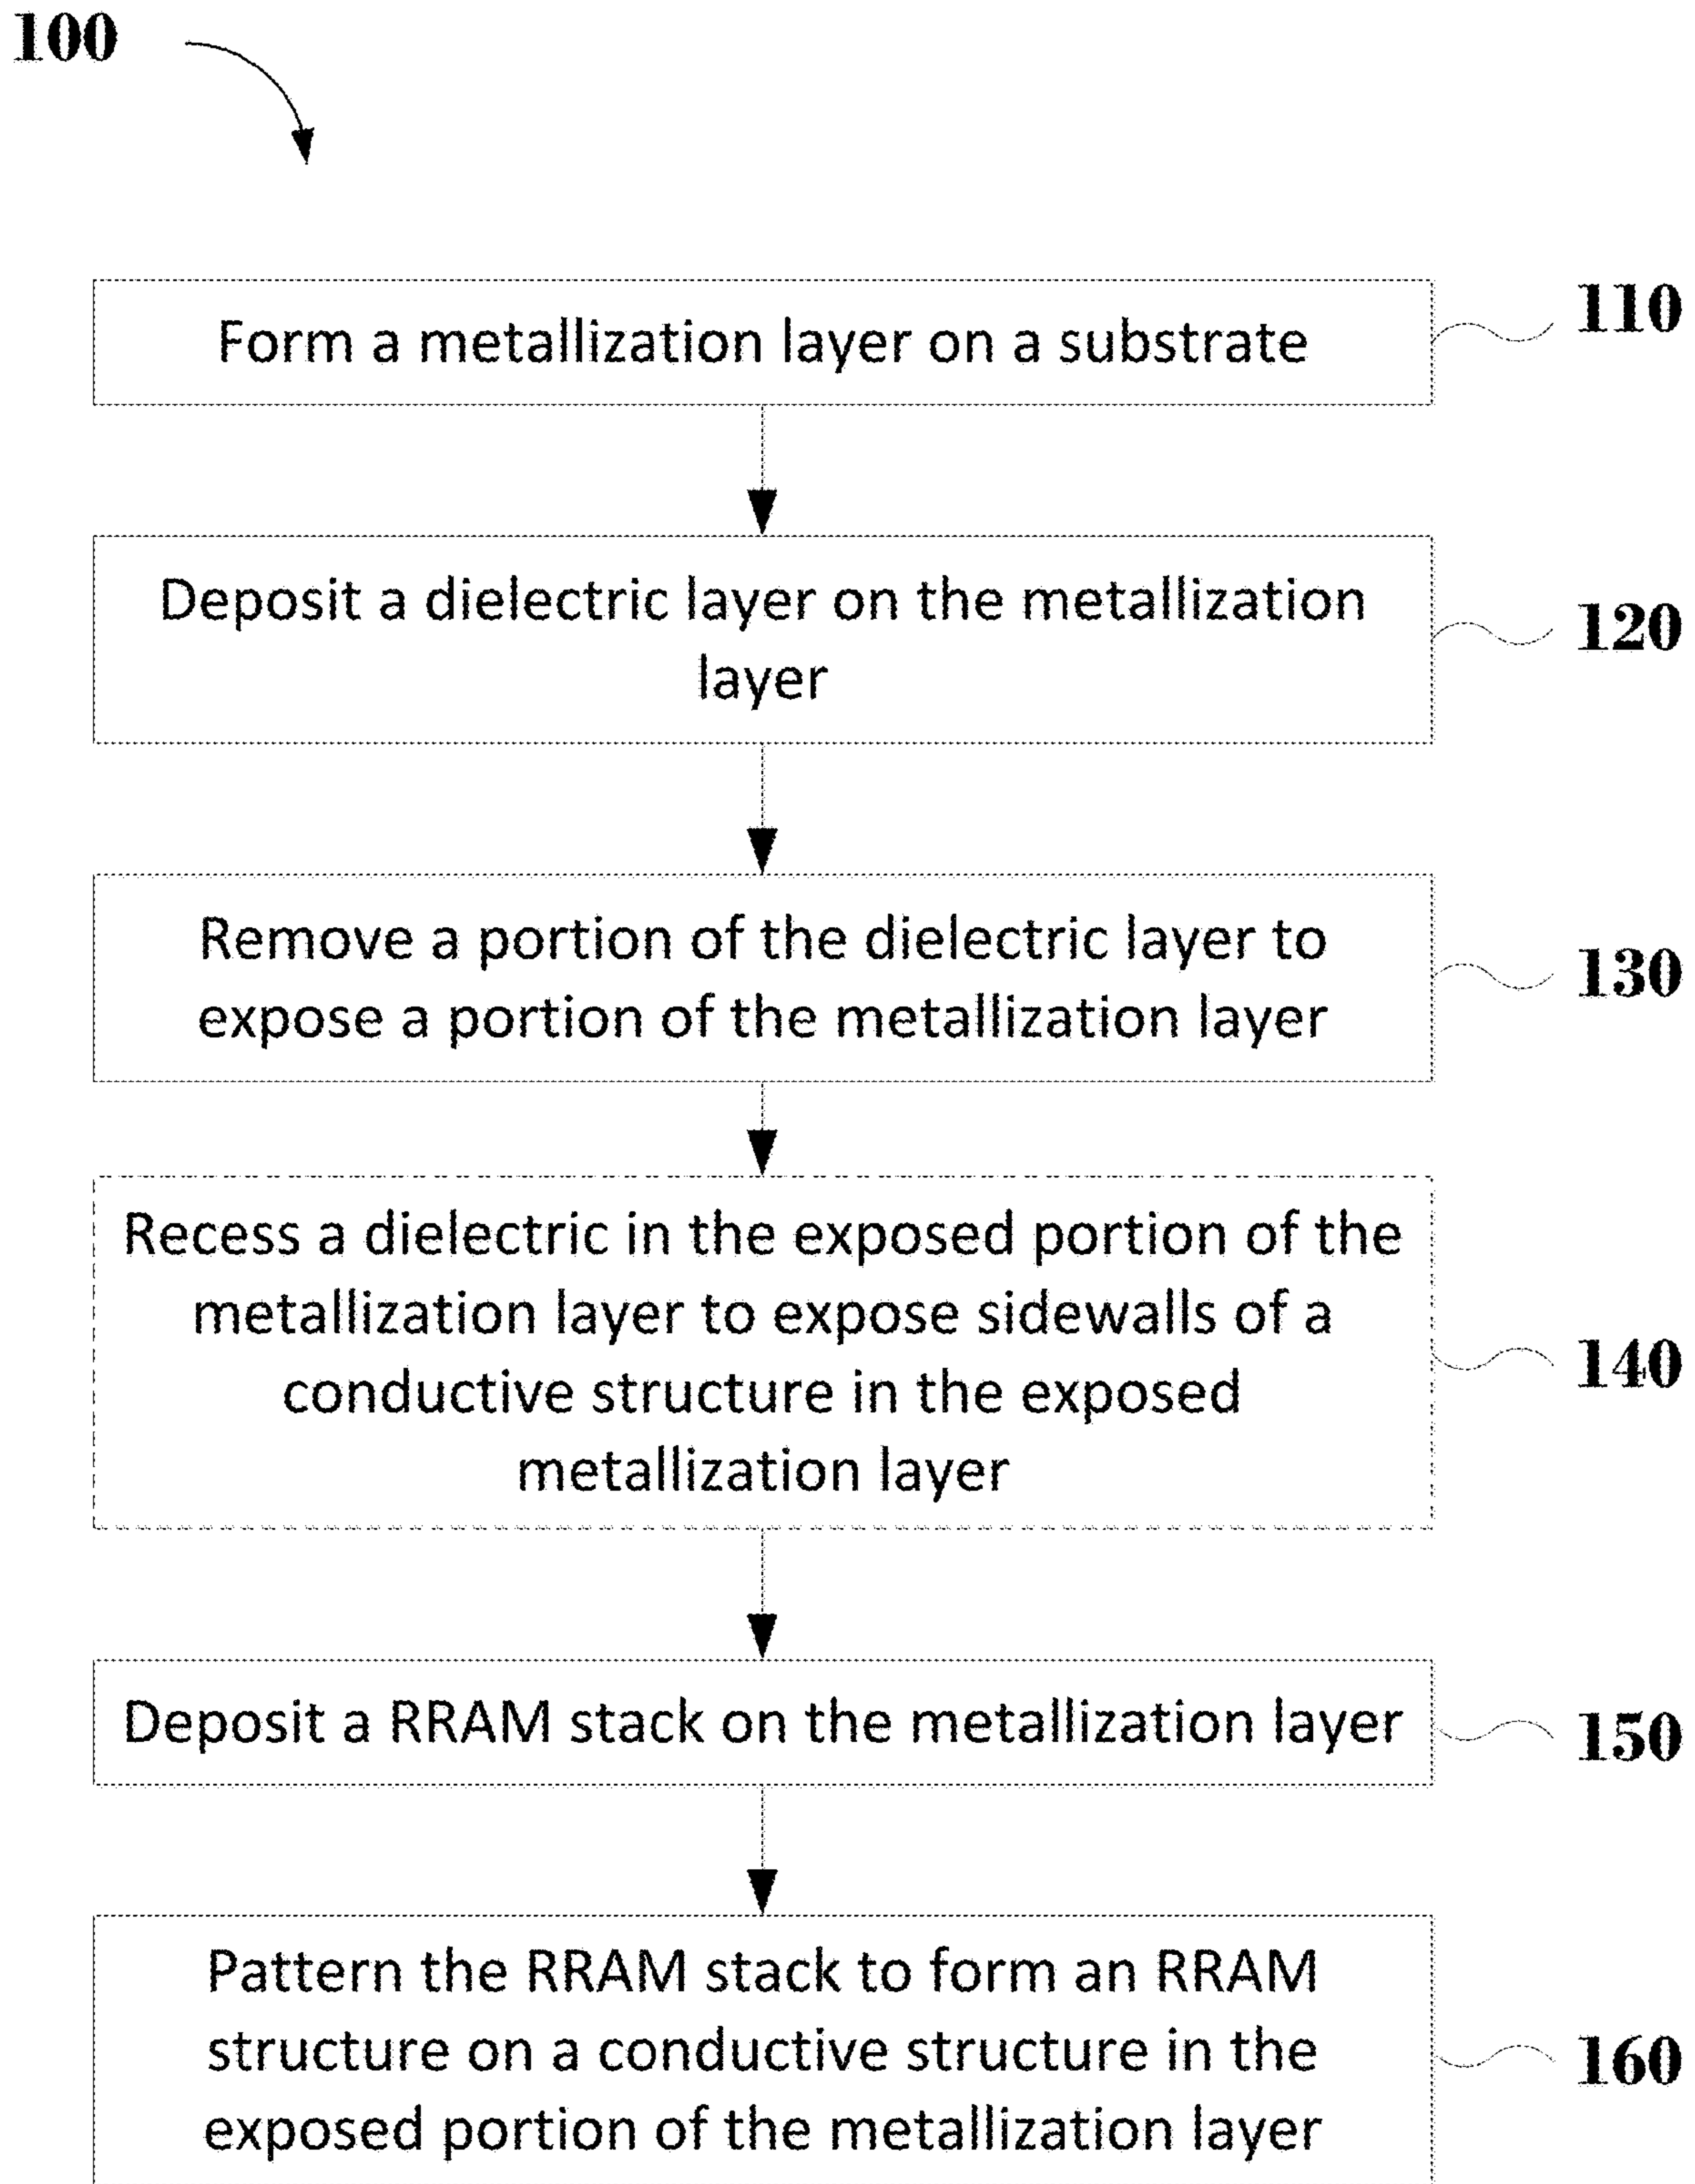 100
Form a metallization layer on a substrate
110
Deposit a dielectric layer on the metallization
layer
120
Remove a portion of the dielectric layer to
expose a portion of the metallization layer
130
Recess a dielectric in the exposed portion of the
metallization layer to expose sidewalls of a
conductive structure in the exposed
metallization layer
140
Deposit a RRAM stack on the metallization layer
150
Pattern the RRAM stack to form an RRAM
structure on a conductive structure in the
exposed portion of the metallization layer
160